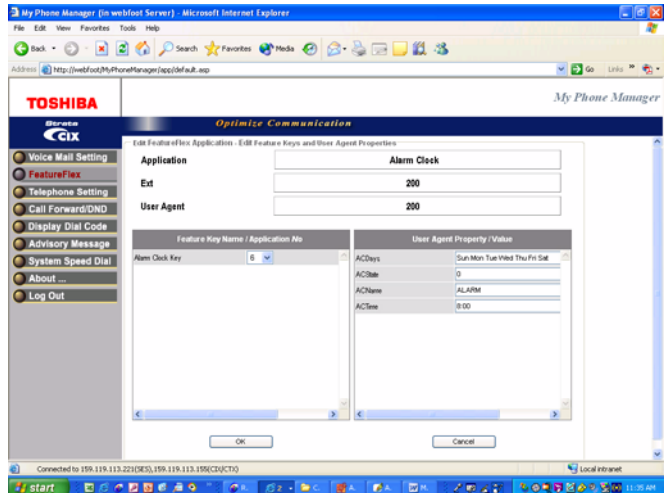 My Phone Manager (in webfoot Server) - Microsoft Internet Explorer
File Edit View Favorites Tools Help
Back Search Favorites Media
Address http://webfoot/MyPhoneManager/app/default.asp Go Links
TOSHIBA
My Phone Manager
Strata
CIX
Optimize Communication
Voice Mail Setting
FeatureFlex
Telephone Setting
Call Forward/DND
Display Dial Code
Advisory Message
System Speed Dial
About ...
Log Out
Edit FeatureFlex Application - Edit Feature Keys and User Agent Properties
Application Alarm Clock
Ext 200
User Agent 200
Feature Key Name / Application No
Alarm Clock Key 6
User Agent Property / Value
ACDays Sun Mon Tue Wed Thu Fri Sat
ACState 0
ACName ALARM
ACTime 8:00
OK Cancel
Connected to 159.119.113.221(SES),159.119.113.155(CDI/CTX) Local intranet
start 11:35 AM